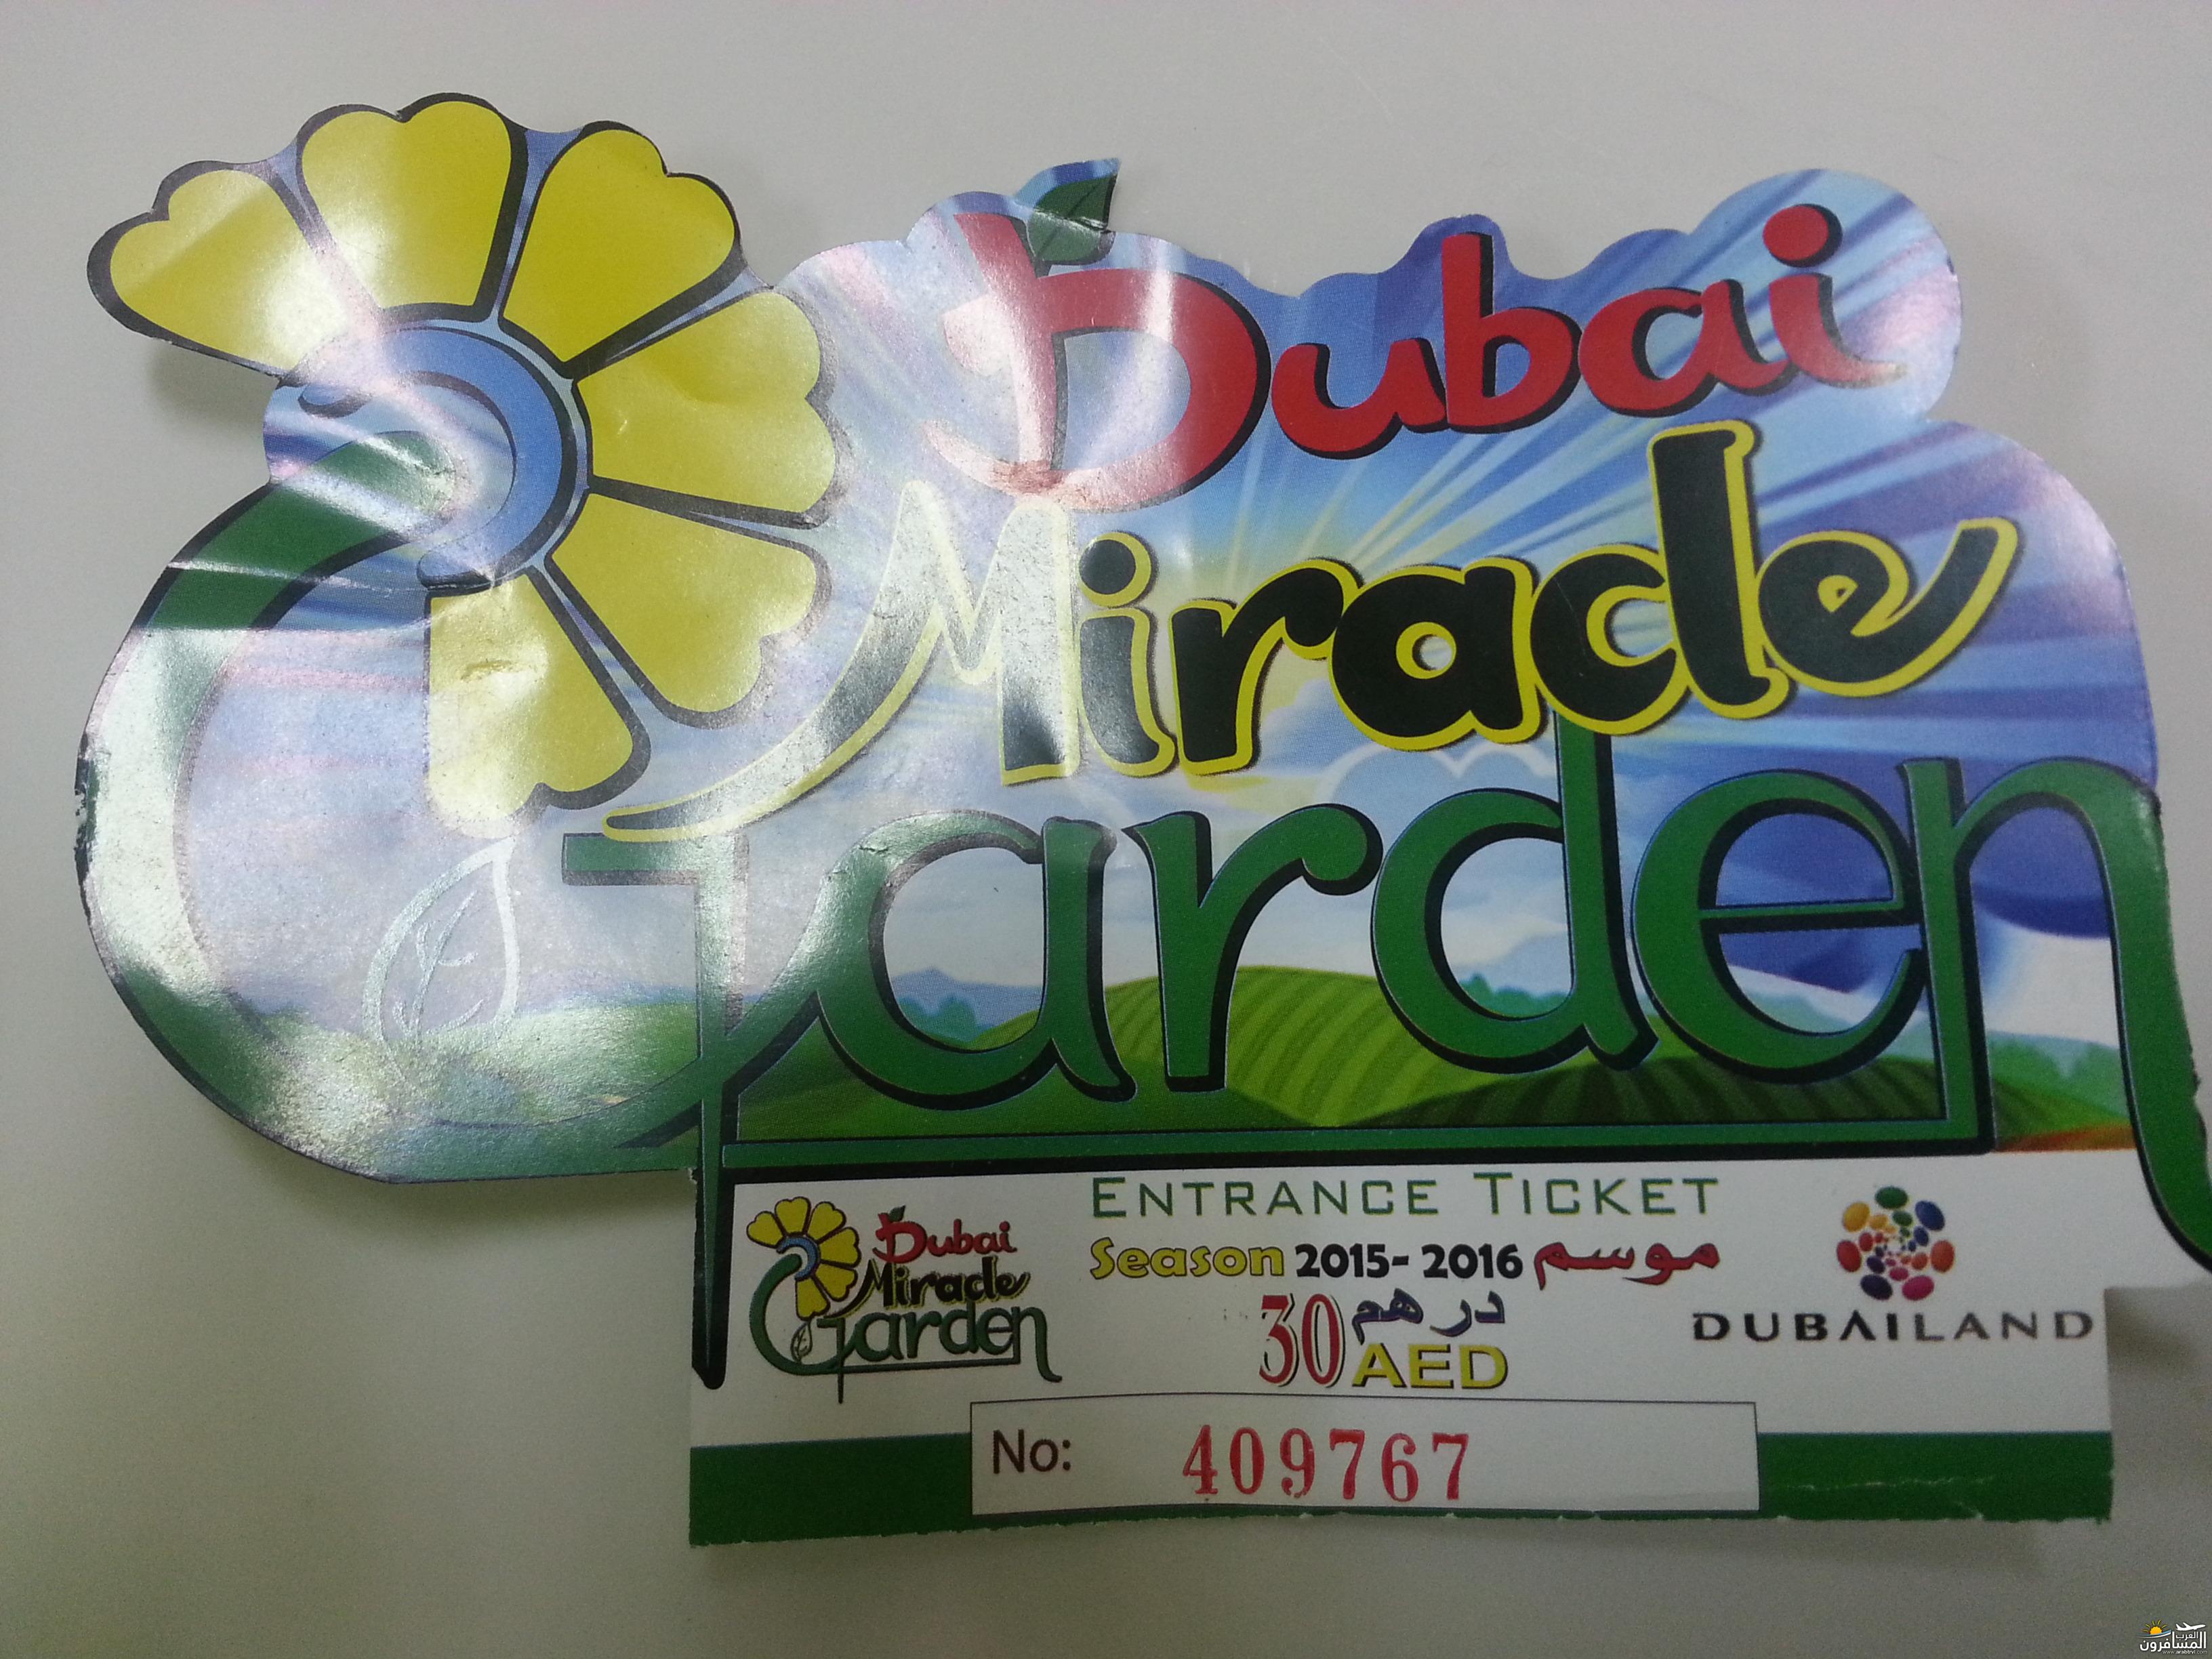 Dubai
Miracle
Garden
ENTRANCE TICKET
Dubai
Miracle
Garden
Season 2015- 2016 موسم
30 درهم
AED
DUBAILAND
No: 409767
العرب
المسافرون